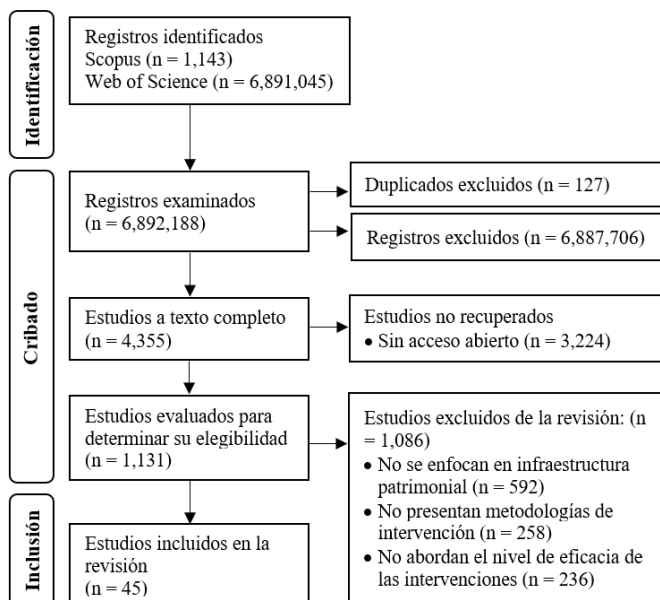 Identificación
Registros identificados
Scopus (n = 1,143)
Web of Science (n = 6,891,045)
Cribado
Registros examinados
(n = 6,892,188)
Duplicados excluidos (n = 127)
Registros excluidos (n = 6,887,706)
Estudios a texto completo
(n = 4,355)
Estudios no recuperados
• Sin acceso abierto (n = 3,224)
Estudios evaluados para
determinar su elegibilidad
(n = 1,131)
Estudios excluidos de la revisión: (n
= 1,086)
• No se enfocan en infraestructura
patrimonial (n = 592)
• No presentan metodologías de
intervención (n = 258)
• No abordan el nivel de eficacia de
las intervenciones (n = 236)
Inclusión
Estudios incluidos en la
revisión
(n = 45)